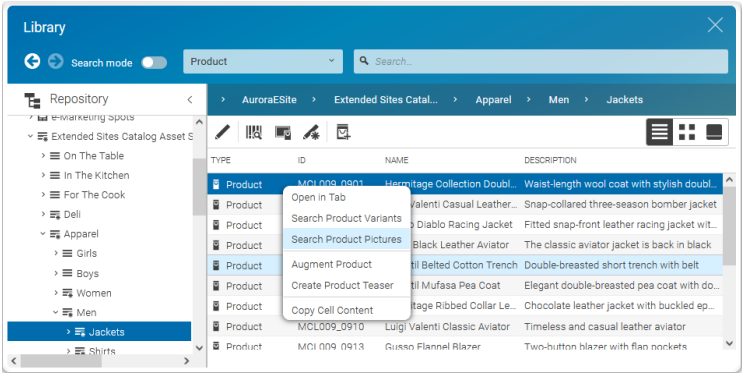 Library
Search mode
Product
Search...
Repository
AuroraESite
Extended Sites Catal...
Apparel
Men
Jackets
e-Marketing Spots
Extended Sites Catalog Asset S
On The Table
In The Kitchen
For The Cook
Deli
Apparel
Girls
Boys
Women
Men
Jackets
Shirts
TYPE ID NAME DESCRIPTION
Product MCL009_0901 Hermitage Collection Doubl... Waist-length wool coat with stylish doubl...
Product Valenti Casual Leather... Snap-collared three-season bomber jacket
Product Diablo Racing Jacket Fitted snap-front leather racing jacket wit...
Product Black Leather Aviator The classic aviator jacket is back in black
Product til Belted Cotton Trench Double-breasted short trench with belt
Product til Mufasa Pea Coat Elegant double-breasted pea coat with do...
Product itage Ribbed Collar Le... Chocolate leather jacket with buckled ep...
Product MCL009_0910 Luigi Valenti Classic Aviator Timeless and casual leather aviator
Product MCL009_0913 Gusso Flannel Blazer Two-button blazer with flap pockets
Open in Tab
Search Product Variants
Search Product Pictures
Augment Product
Create Product Teaser
Copy Cell Content